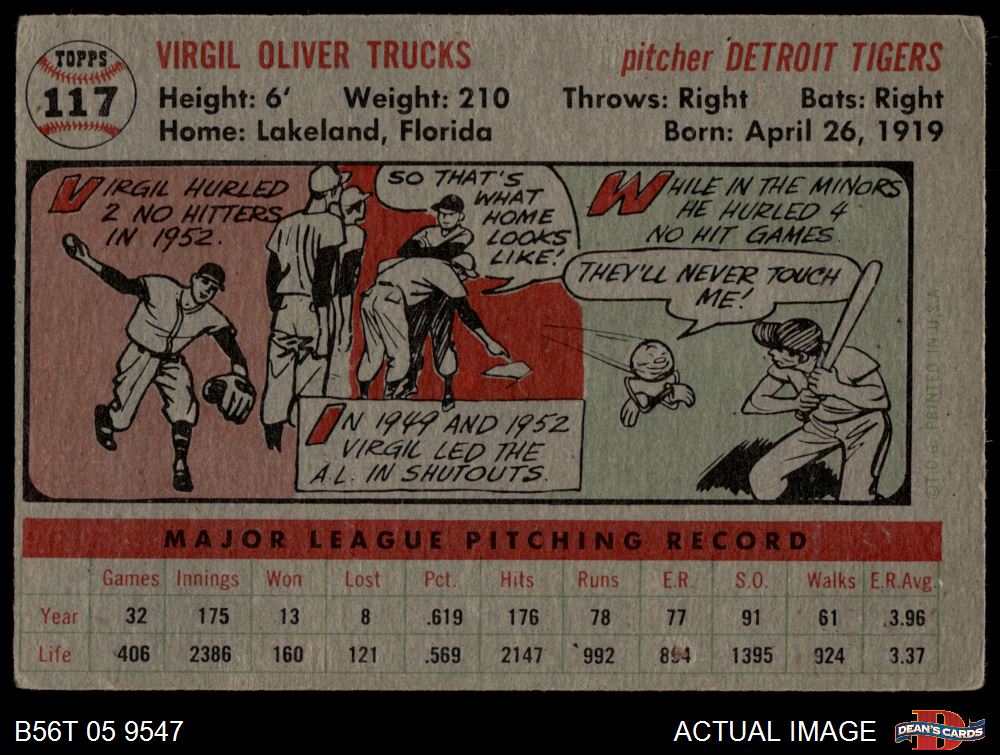 TOPPS
117
VIRGIL OLIVER TRUCKS
pitcher DETROIT TIGERS
Height: 6' Weight: 210 Throws: Right Bats: Right
Home: Lakeland, Florida Born: April 26, 1919
VIRGIL HURLED
2 NO HITTERS
IN 1952.
SO THAT'S
WHAT
HOME
LOOKS
LIKE!
IN 1949 AND 1952
VIRGIL LED THE
A.L. IN SHUTOUTS.
WHILE IN THE MINORS
HE HURLED 4
NO HIT GAMES.
THEY'LL NEVER TOUCH
ME!
©T.C.G. PRINTED IN U.S.A.
MAJOR LEAGUE PITCHING RECORD
Games Innings Won Lost Pct. Hits Runs E.R. S.O. Walks E.R.Avg.
Year 32 175 13 8 .619 176 78 77 91 61 3.96
Life 406 2386 160 121 .569 2147 992 894 1395 924 3.37
B56T 05 9547
ACTUAL IMAGE
DEAN'S CARDS